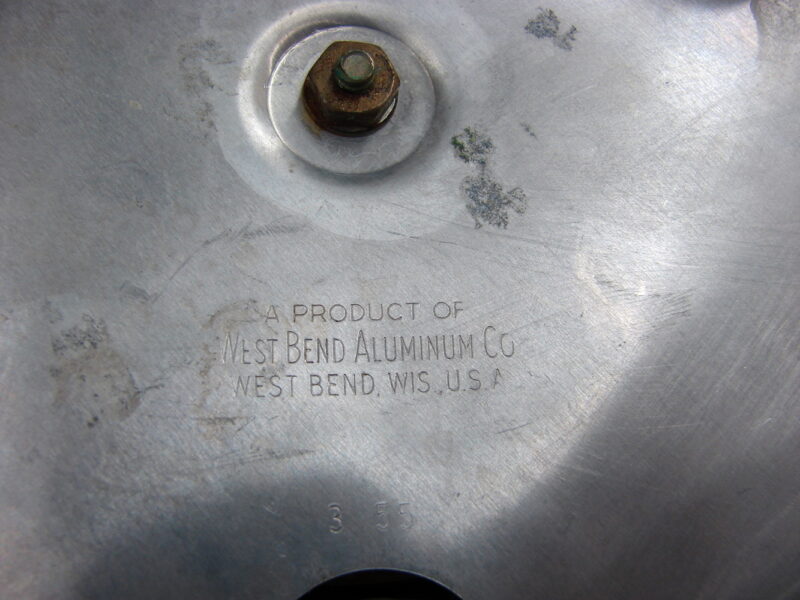 A PRODUCT OF
WEST BEND ALUMINUM CO
WEST BEND, WIS., U.S.A
3 55